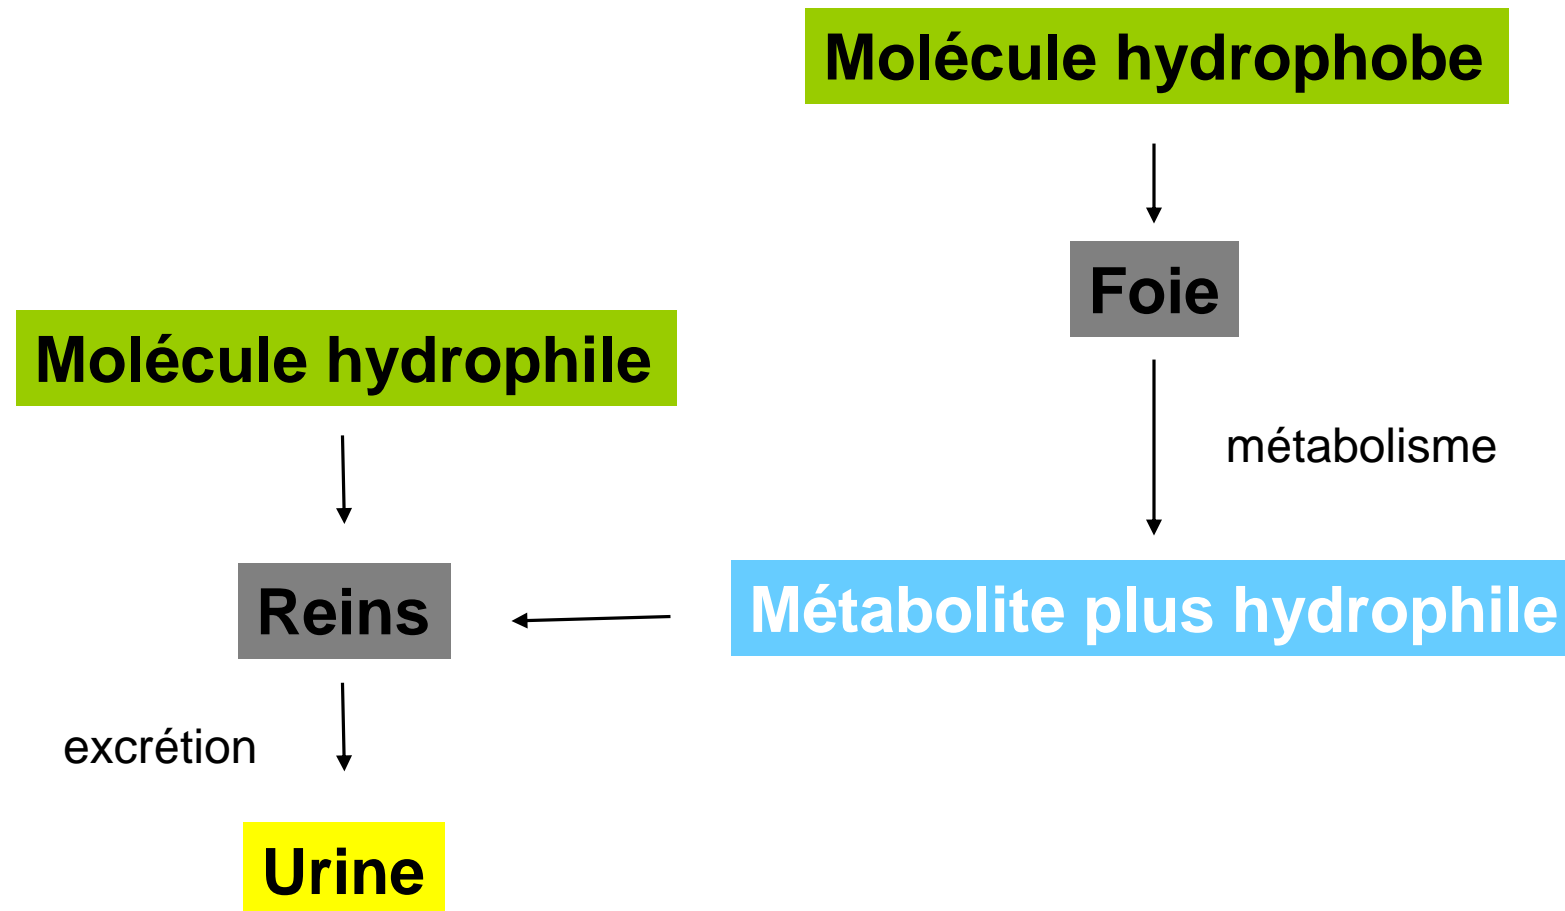 Molécule hydrophobe
Foie
Molécule hydrophile
métabolisme
Reins
Métabolite plus hydrophile
excrétion
Urine